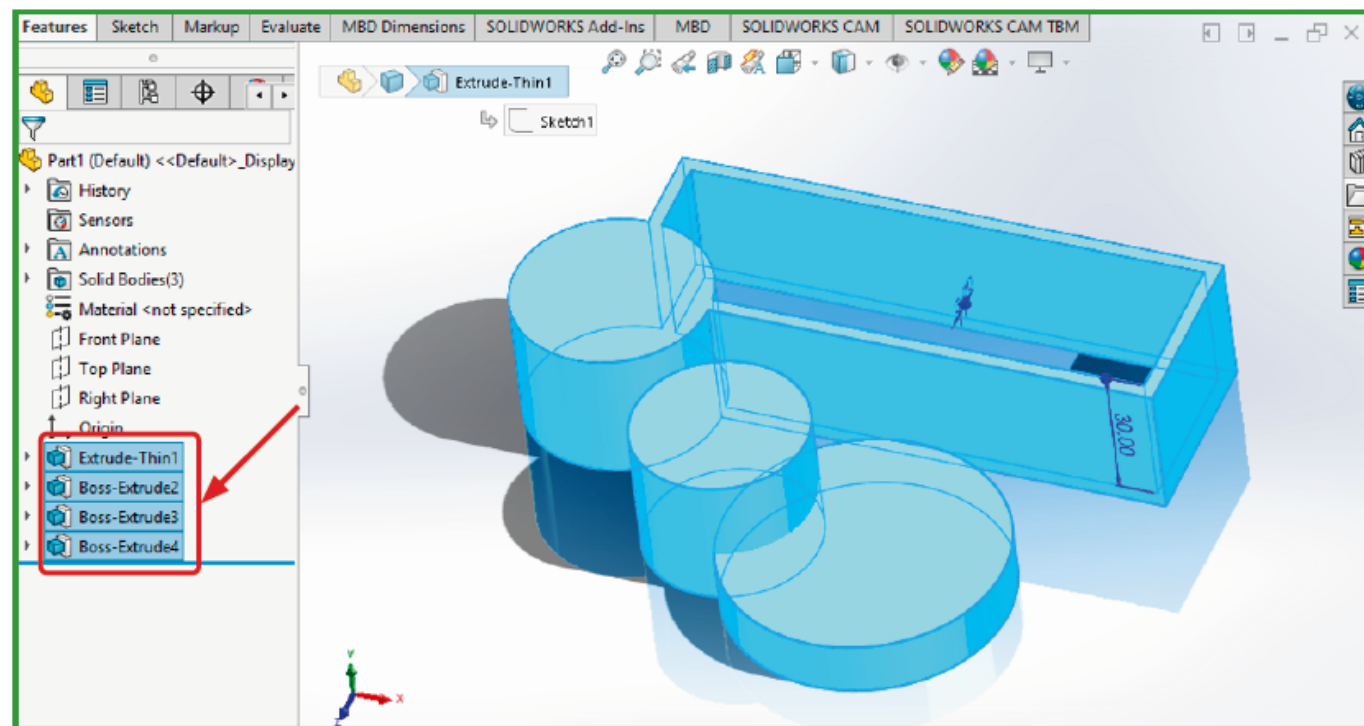 Features Sketch Markup Evaluate MBD Dimensions SOLIDWORKS Add-Ins MBD SOLIDWORKS CAM SOLIDWORKS CAM TBM
Extrude-Thin1
Sketch1
Part1 (Default) <<Default>_Display
History
Sensors
Annotations
Solid Bodies(3)
Material <not specified>
Front Plane
Top Plane
Right Plane
Origin
Extrude-Thin1
Boss-Extrude2
Boss-Extrude3
Boss-Extrude4
30.00
Y
X
Z